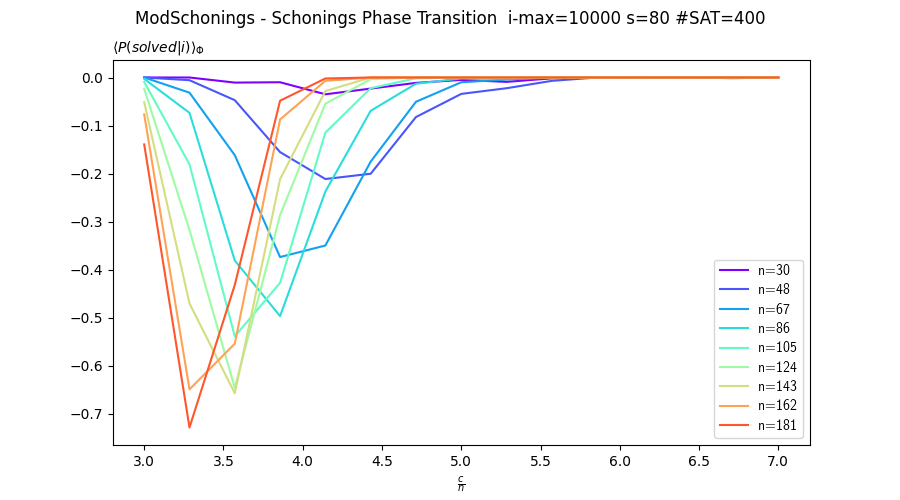 ModSchonings - Schonings Phase Transition  i-max=10000 s=80 #SAT=400
⟨P(solved|i)⟩Φ
0.0
−0.1
−0.2
−0.3
−0.4
−0.5
−0.6
−0.7
n=30
n=48
n=67
n=86
n=105
n=124
n=143
n=162
n=181
3.0 3.5 4.0 4.5 5.0 5.5 6.0 6.5 7.0
c/n